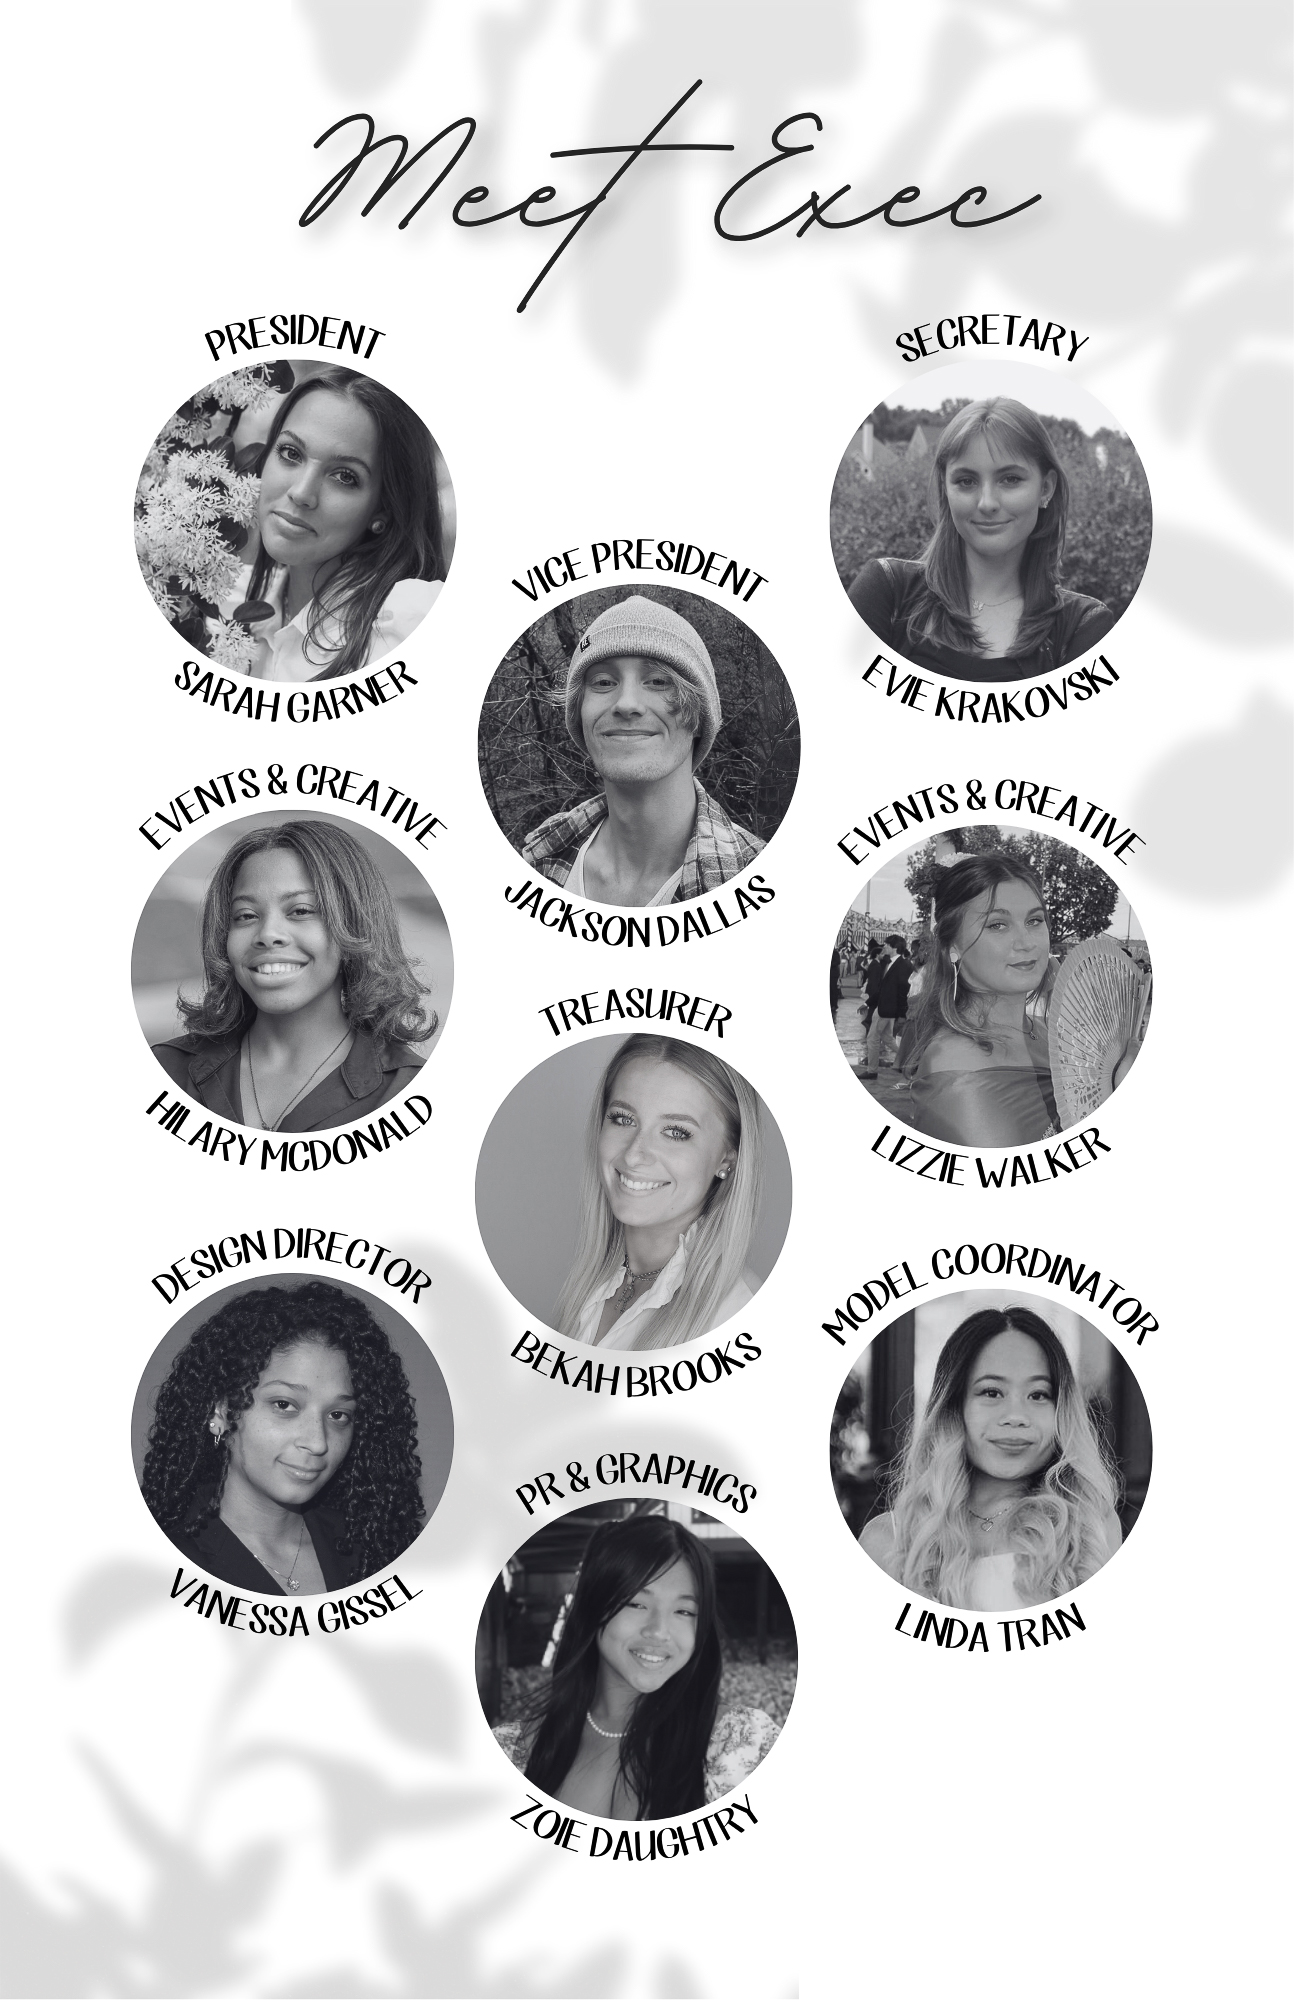 Meet Exec
PRESIDENT
SARAH GARNER
SECRETARY
EVIE KRAKOVSKI
VICE PRESIDENT
JACKSON DALLAS
EVENTS & CREATIVE
HILARY MCDONALD
EVENTS & CREATIVE
LIZZIE WALKER
TREASURER
BEKAH BROOKS
DESIGN DIRECTOR
VANESSA GISSEL
MODEL COORDINATOR
LINDA TRAN
PR & GRAPHICS
ZOIE DAUGHTRY